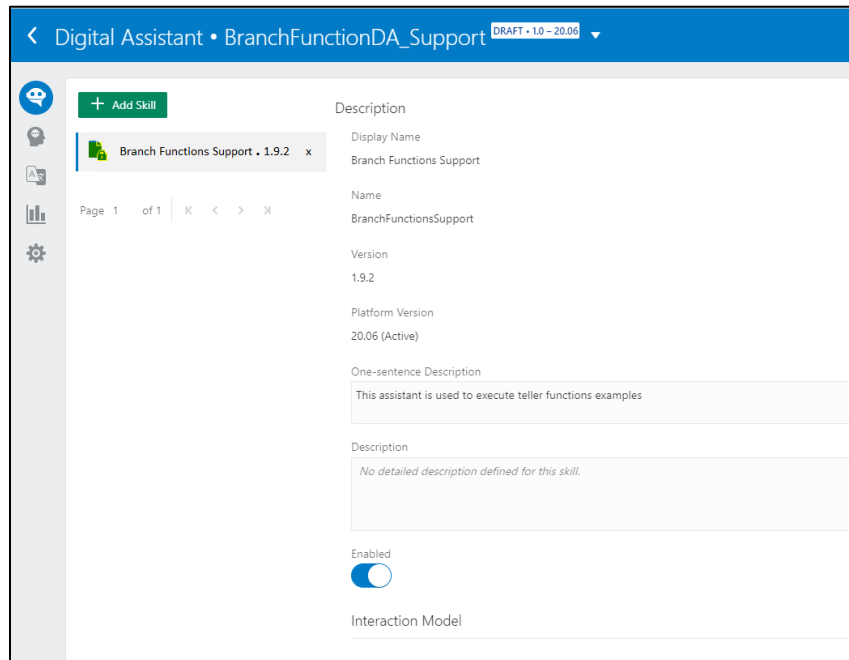 Digital Assistant • BranchFunctionDA_Support DRAFT • 1.0 – 20.06
+ Add Skill
Branch Functions Support . 1.9.2 x
Page 1 of 1
Description
Display Name
Branch Functions Support
Name
BranchFunctionsSupport
Version
1.9.2
Platform Version
20.06 (Active)
One-sentence Description
This assistant is used to execute teller functions examples
Description
No detailed description defined for this skill.
Enabled
Interaction Model